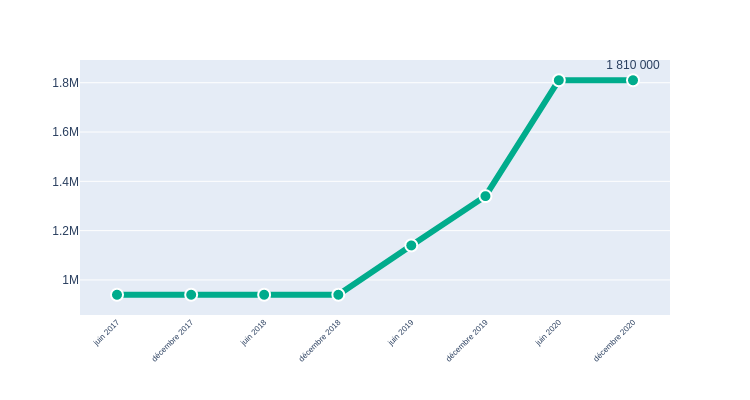 1 810 000
1.8M
1.6M
1.4M
1.2M
1M
juin 2017
décembre 2017
juin 2018
décembre 2018
juin 2019
décembre 2019
juin 2020
décembre 2020